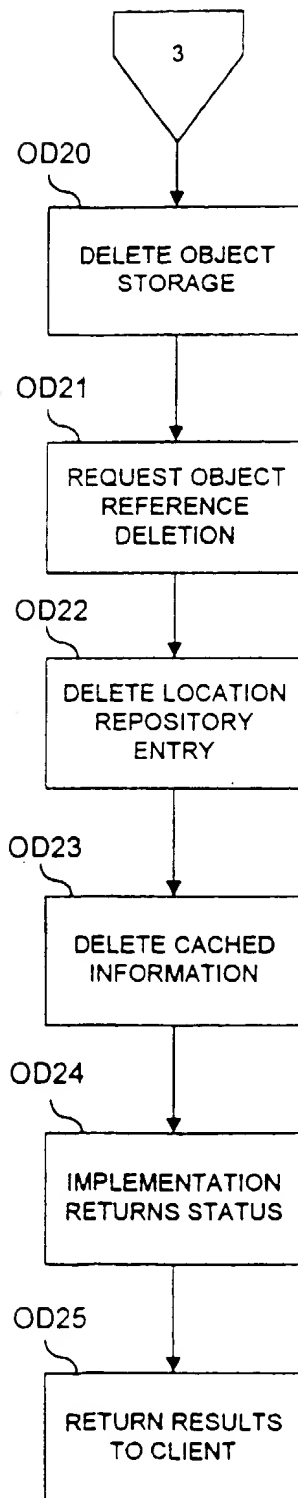 3
OD20
DELETE OBJECT
STORAGE
OD21
REQUEST OBJECT
REFERENCE
DELETION
OD22
DELETE LOCATION
REPOSITORY
ENTRY
OD23
DELETE CACHED
INFORMATION
OD24
IMPLEMENTATION
RETURNS STATUS
OD25
RETURN RESULTS
TO CLIENT